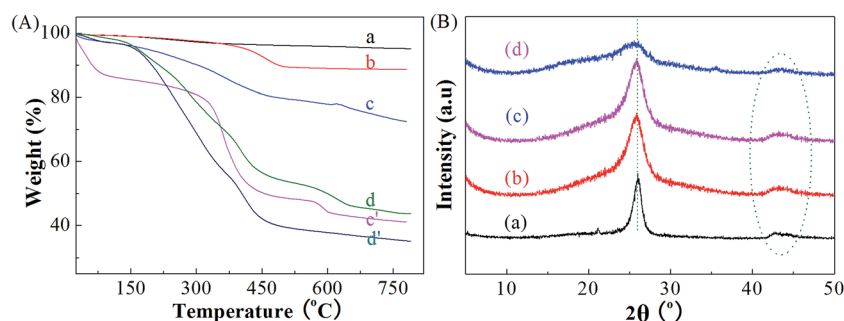 (A)
100
80
60
40
Weight (%)
150
300
450
600
750
Temperature (°C)
a
b
c
d
c'
d'
(B)
(d)
(c)
(b)
(a)
Intensity (a.u)
10
20
30
40
50
2θ (°)